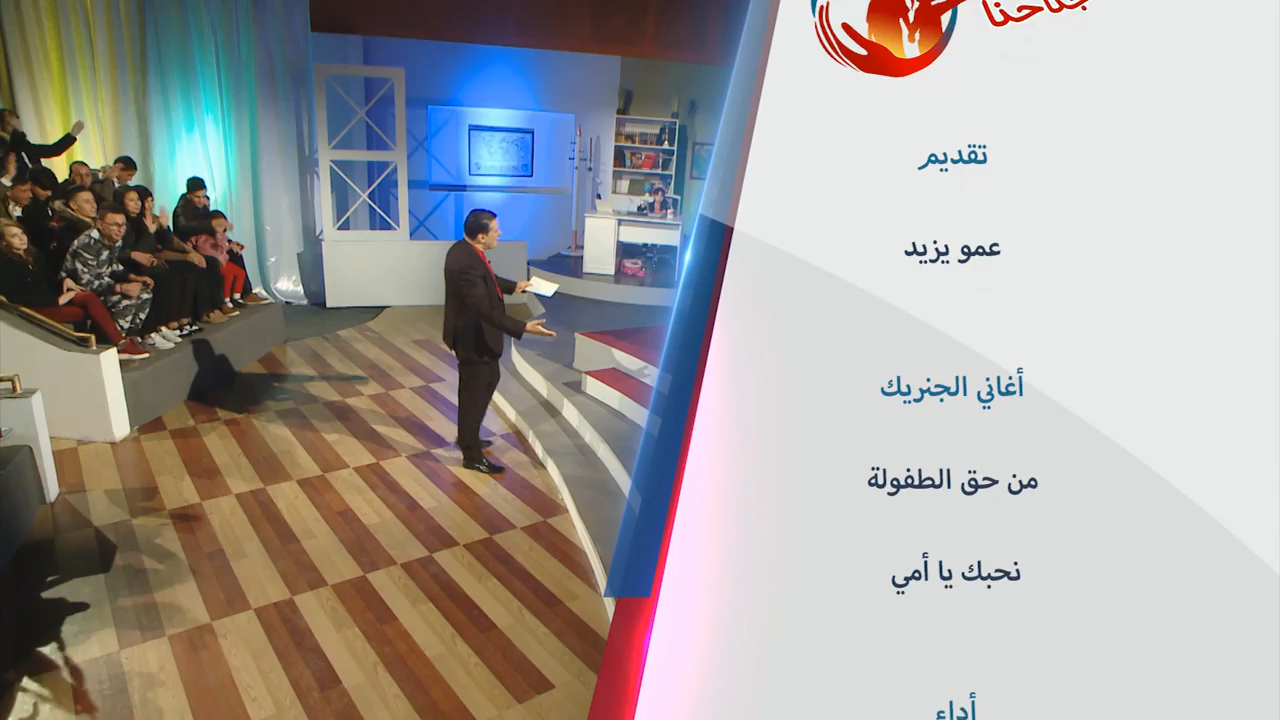 تقديم
عمو يزيد
أغاني الجنريك
من حق الطفولة
نحبك يا أمي
أداء